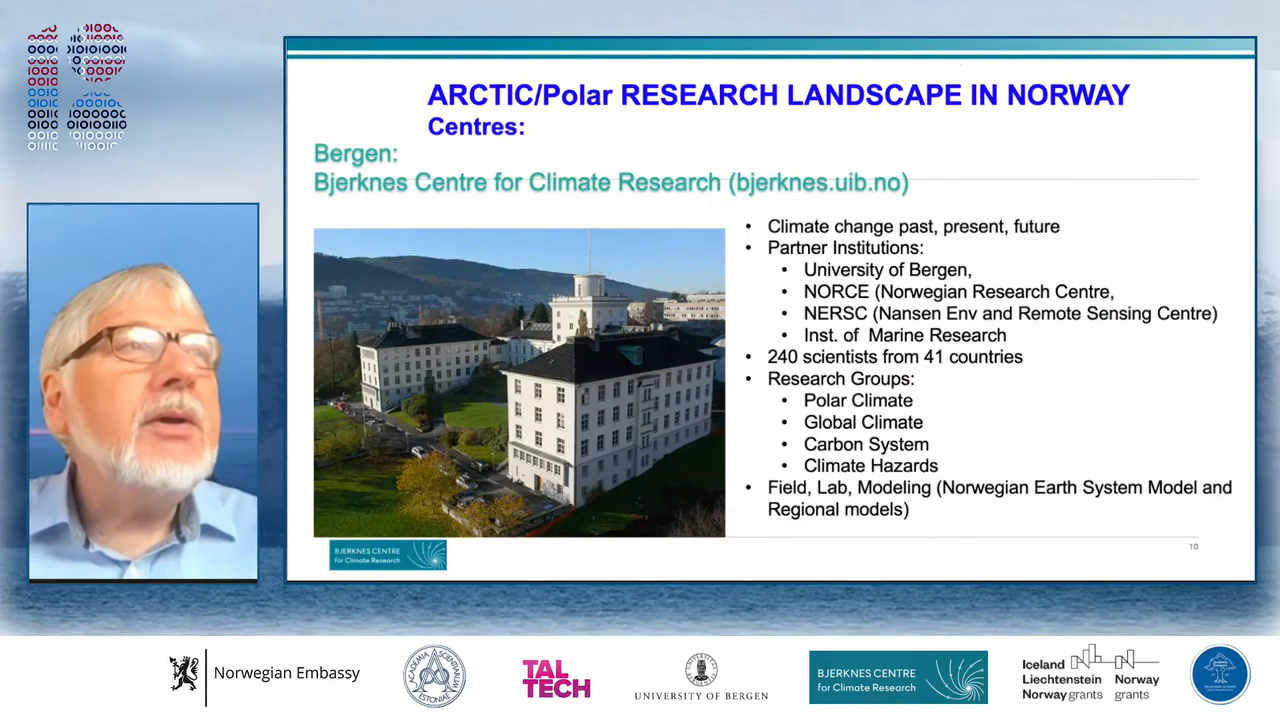 ARCTIC/Polar RESEARCH LANDSCAPE IN NORWAY
Centres:
Bergen:
Bjerknes Centre for Climate Research (bjerknes.uib.no)
• Climate change past, present, future
• Partner Institutions:
• University of Bergen,
• NORCE (Norwegian Research Centre,
• NERSC (Nansen Env and Remote Sensing Centre)
• Inst. of Marine Research
• 240 scientists from 41 countries
• Research Groups:
• Polar Climate
• Global Climate
• Carbon System
• Climate Hazards
• Field, Lab, Modeling (Norwegian Earth System Model and
Regional models)
BJERKNES CENTRE
for Climate Research
10
Norwegian Embassy
ACADEMIA SCIENTIARUM ESTONIAE
TAL
TECH
UNIVERSITY OF BERGEN
BJERKNES CENTRE
for Climate Research
Iceland
Liechtenstein
Norway grants
Norway
grants